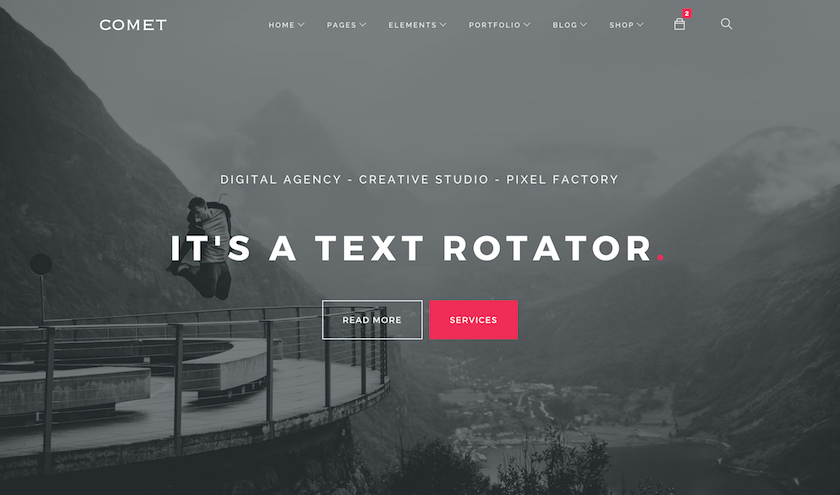 COMET
HOME PAGES ELEMENTS PORTFOLIO BLOG SHOP 2
DIGITAL AGENCY - CREATIVE STUDIO - PIXEL FACTORY
IT'S A TEXT ROTATOR.
READ MORE
SERVICES